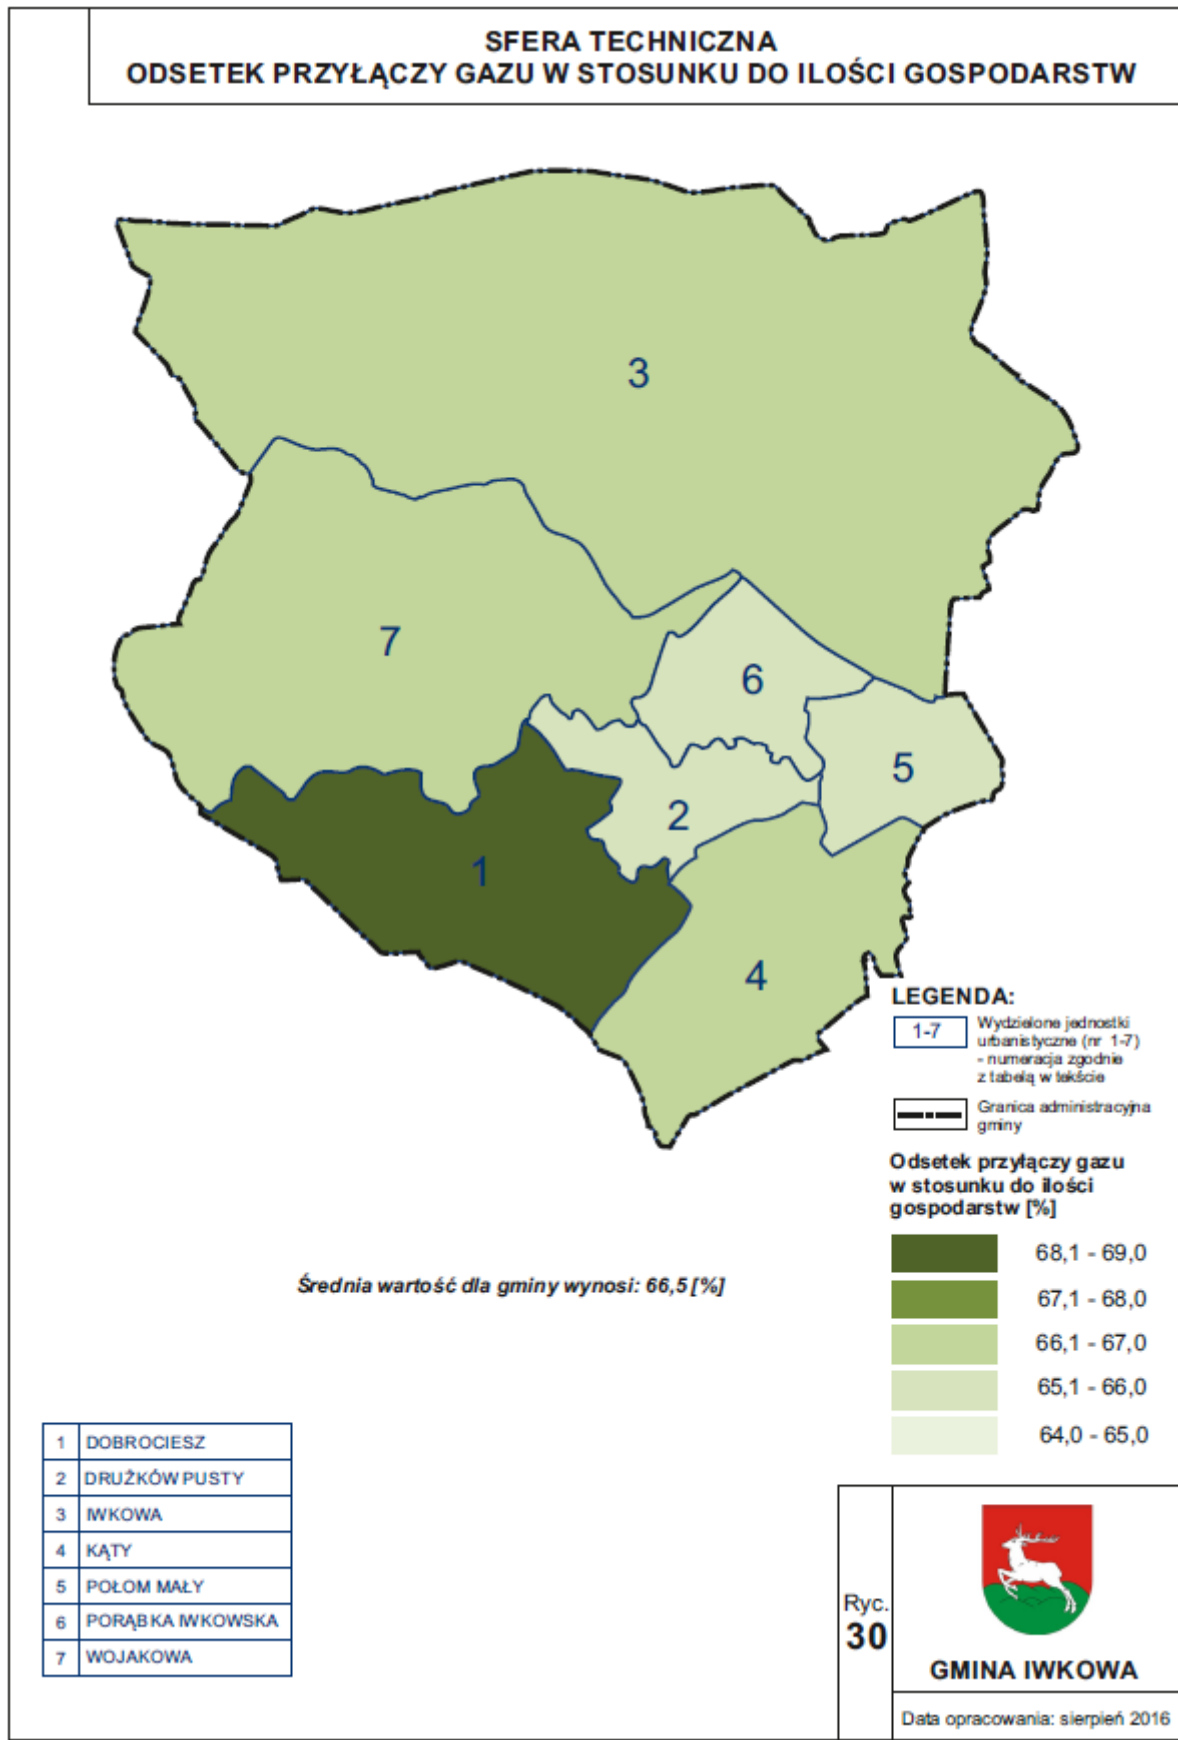 SFERA TECHNICZNA
ODSETEK PRZYŁĄCZY GAZU W STOSUNKU DO ILOŚCI GOSPODARSTW
3
7
6
5
2
1
4
LEGENDA:
1-7
Wydzielone jednostki
urbanistyczne (nr 1-7)
- numeracja zgodnie
z tabelą w tekście
Granica administracyjna
gminy
Odsetek przyłączy gazu
w stosunku do ilości
gospodarstw [%]
68,1 - 69,0
67,1 - 68,0
66,1 - 67,0
65,1 - 66,0
64,0 - 65,0
Średnia wartość dla gminy wynosi: 66,5 [%]
1 DOBROCIESZ
2 DRUŻKÓW PUSTY
3 IWKOWA
4 KĄTY
5 POŁOM MAŁY
6 PORĄBKA IWKOWSKA
7 WOJAKOWA
Ryc.
30
GMINA IWKOWA
Data opracowania: sierpień 2016